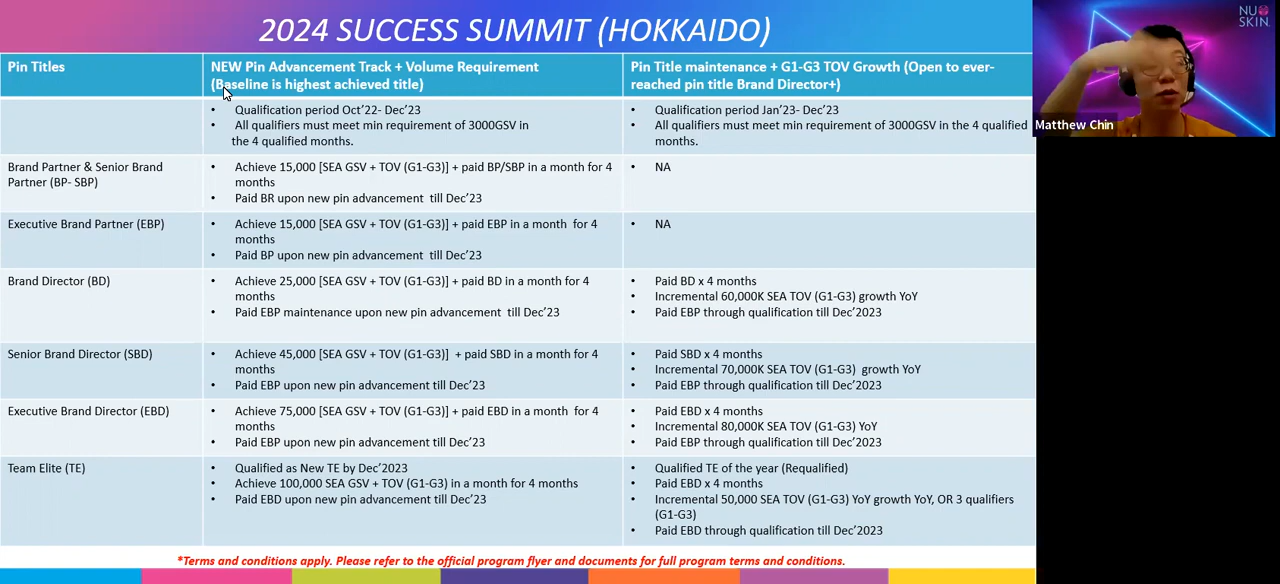 2024 SUCCESS SUMMIT (HOKKAIDO)
NU SKIN
Matthew Chin
Pin Titles
NEW Pin Advancement Track + Volume Requirement
(Baseline is highest achieved title)
Pin Title maintenance + G1-G3 TOV Growth (Open to ever-
reached pin title Brand Director+)
• Qualification period Oct'22- Dec'23
• All qualifiers must meet min requirement of 3000GSV in
the 4 qualified months.
• Qualification period Jan'23- Dec'23
• All qualifiers must meet min requirement of 3000GSV in the 4 qualified
months.
Brand Partner & Senior Brand
Partner (BP- SBP)
• Achieve 15,000 [SEA GSV + TOV (G1-G3)] + paid BP/SBP in a month for 4
months
• Paid BR upon new pin advancement till Dec'23
• NA
Executive Brand Partner (EBP)
• Achieve 15,000 [SEA GSV + TOV (G1-G3)] + paid EBP in a month for 4
months
• Paid BP upon new pin advancement till Dec'23
• NA
Brand Director (BD)
• Achieve 25,000 [SEA GSV + TOV (G1-G3)] + paid BD in a month for 4
months
• Paid EBP maintenance upon new pin advancement till Dec'23
• Paid BD x 4 months
• Incremental 60,000K SEA TOV (G1-G3) growth YoY
• Paid EBP through qualification till Dec'2023
Senior Brand Director (SBD)
• Achieve 45,000 [SEA GSV + TOV (G1-G3)] + paid SBD in a month for 4
months
• Paid EBP upon new pin advancement till Dec'23
• Paid SBD x 4 months
• Incremental 70,000K SEA TOV (G1-G3) growth YoY
• Paid EBP through qualification till Dec'2023
Executive Brand Director (EBD)
• Achieve 75,000 [SEA GSV + TOV (G1-G3)] + paid EBD in a month for 4
months
• Paid EBP upon new pin advancement till Dec'23
• Paid EBD x 4 months
• Incremental 80,000K SEA TOV (G1-G3) YoY
• Paid EBP through qualification till Dec'2023
Team Elite (TE)
• Qualified as New TE by Dec'2023
• Achieve 100,000 SEA GSV + TOV (G1-G3) in a month for 4 months
• Paid EBD upon new pin advancement till Dec'23
• Qualified TE of the year (Requalified)
• Paid EBD x 4 months
• Incremental 50,000 SEA TOV (G1-G3) YoY growth YoY, OR 3 qualifiers
(G1-G3)
• Paid EBD through qualification till Dec'2023
*Terms and conditions apply. Please refer to the official program flyer and documents for full program terms and conditions.